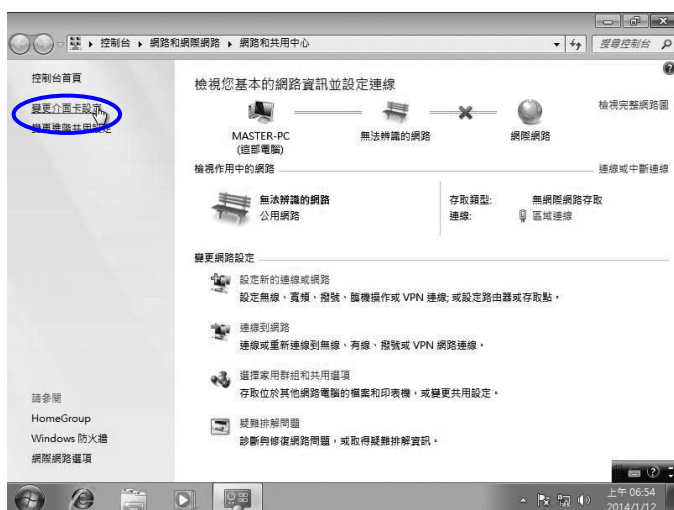 控制台 ▸ 網路和網際網路 ▸ 網路和共用中心
搜尋控制台
控制台首頁
變更介面卡設定
變更進階共用設定
檢視您基本的網路資訊並設定連線
檢視完整網路圖
MASTER-PC
(這部電腦)
無法辨識的網路
網際網路
檢視作用中的網路
連線或中斷連線
無法辨識的網路
公用網路
存取類型: 無網際網路存取
連線: 區域連線
變更網路設定
設定新的連線或網路
設定無線、寬頻、撥號、臨機操作或 VPN 連線; 或設定路由器或存取點。
連線到網路
連線或重新連線到無線、有線、撥號或 VPN 網路連線。
選擇家用群組和共用選項
存取位於其他網路電腦的檔案和印表機，或變更共用設定。
疑難排解問題
診斷與修復網路問題，或取得疑難排解資訊。
請參閱
HomeGroup
Windows 防火牆
網際網路選項
上午 06:54
2014/1/12